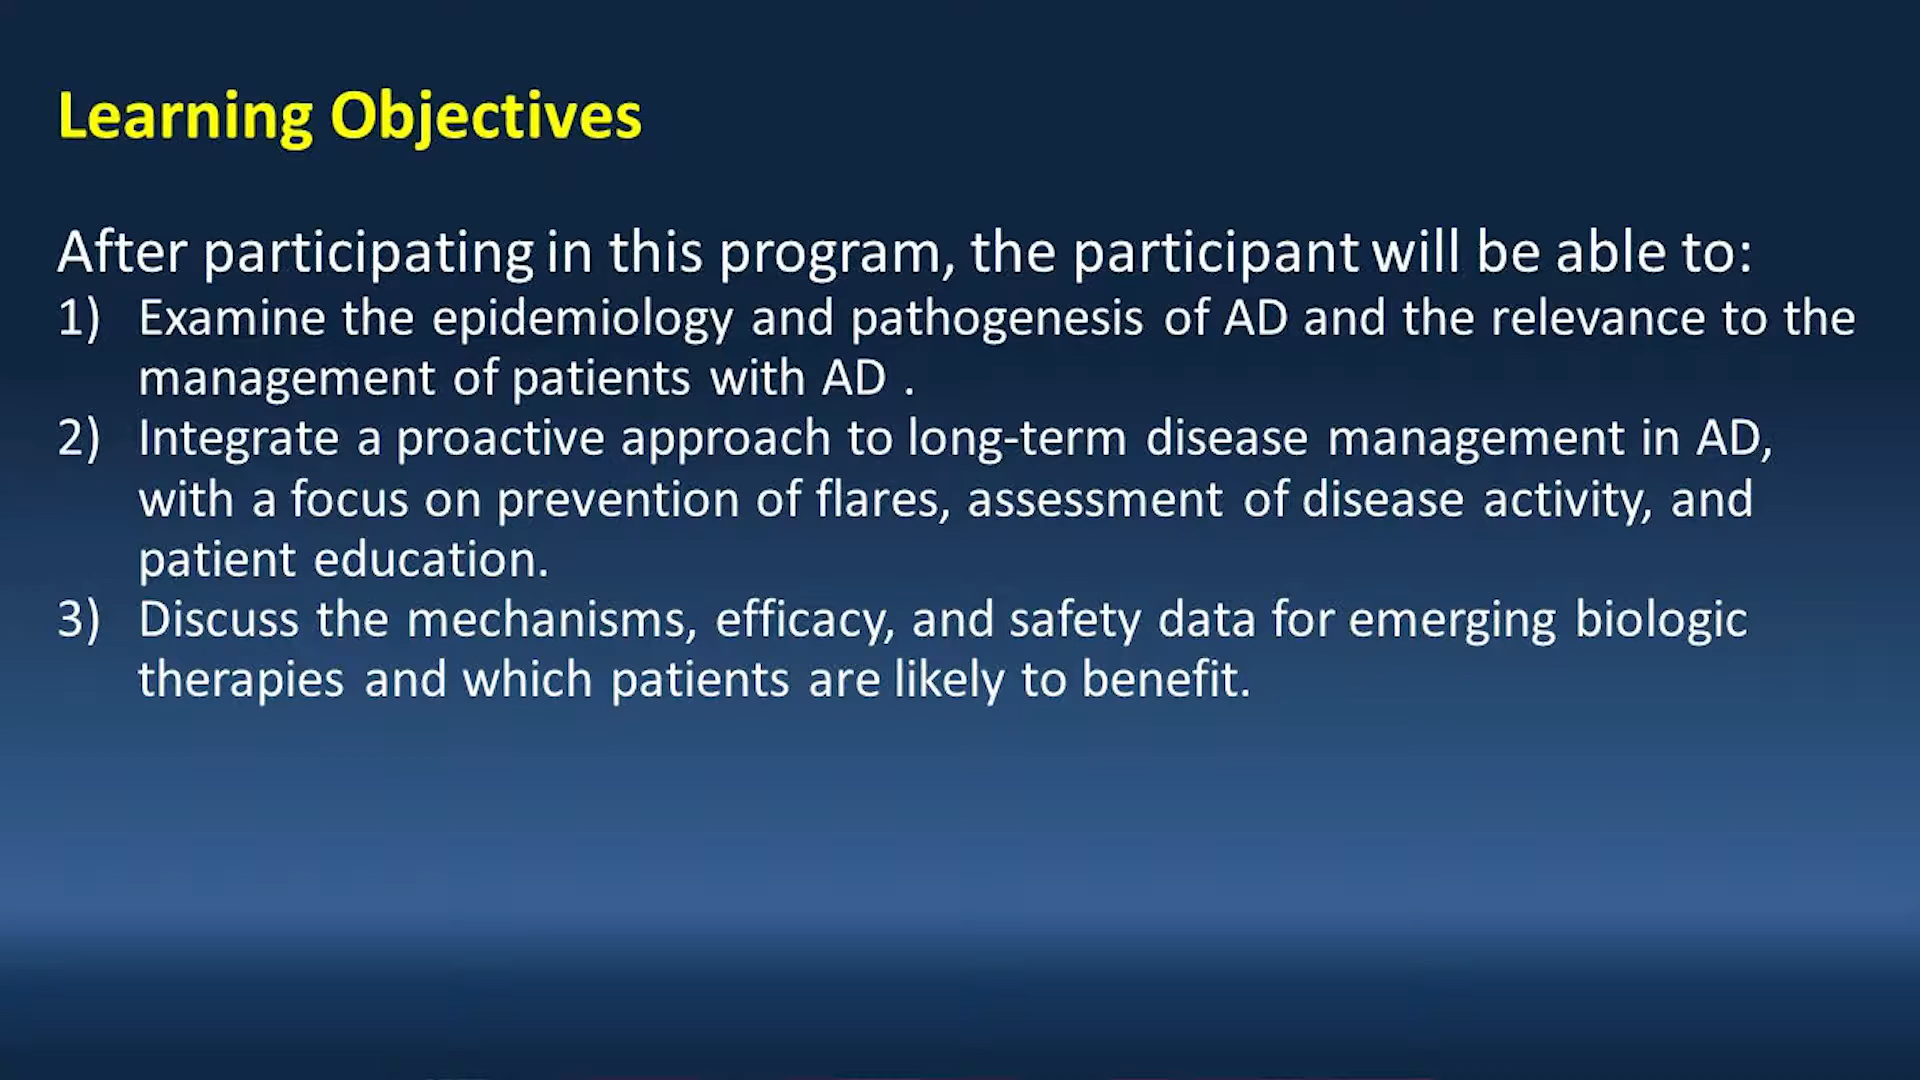 Learning Objectives
After participating in this program, the participant will be able to:
1) Examine the epidemiology and pathogenesis of AD and the relevance to the
management of patients with AD .
2) Integrate a proactive approach to long-term disease management in AD,
with a focus on prevention of flares, assessment of disease activity, and
patient education.
3) Discuss the mechanisms, efficacy, and safety data for emerging biologic
therapies and which patients are likely to benefit.